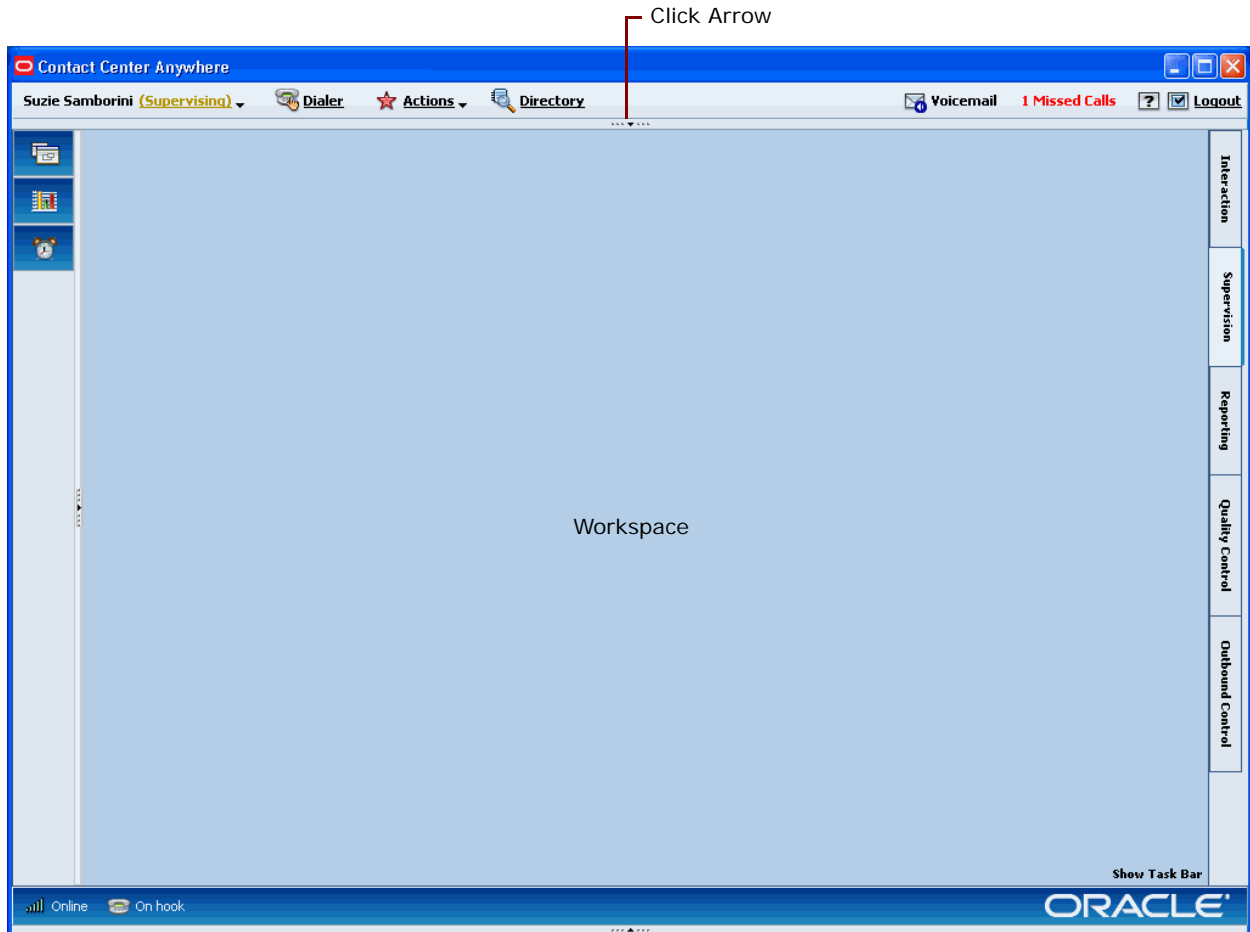 Click Arrow
Contact Center Anywhere
Suzie Samborini (Supervising) Dialer Actions Directory Voicemail 1 Missed Calls ? Logout
Interaction
Supervision
Reporting
Quality Control
Outbound Control
Workspace
Show Task Bar
Online On hook ORACLE